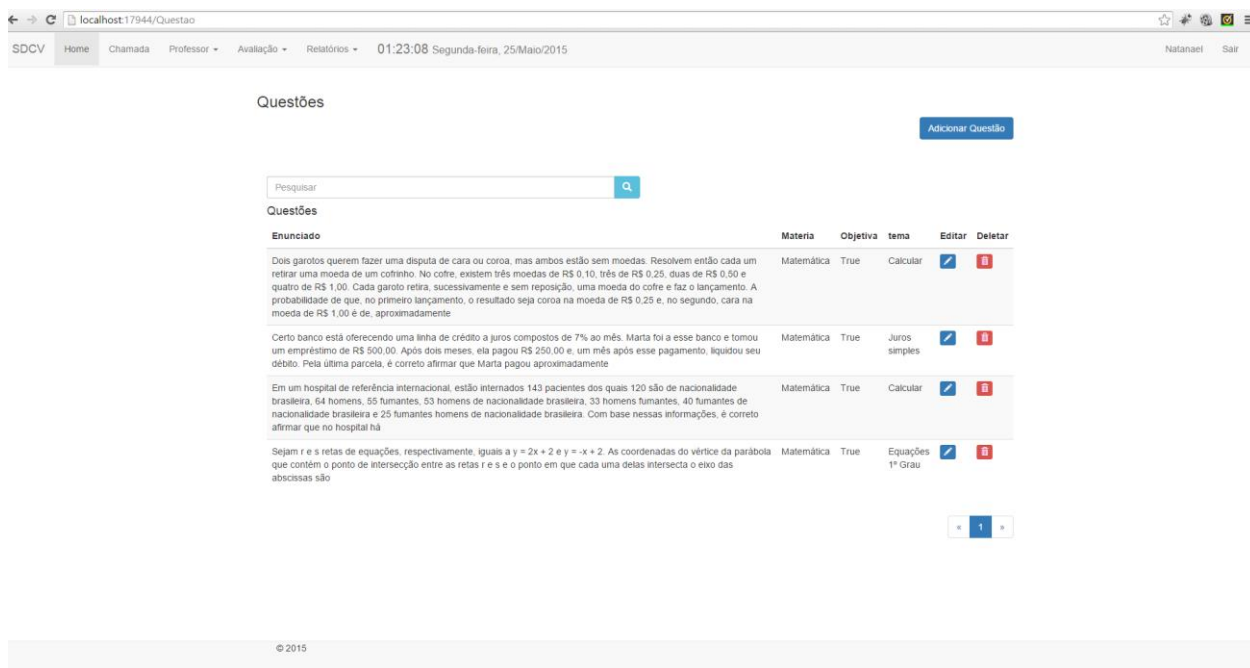 localhost:17944/Questao
SDCV Home Chamada Professor Avaliação Relatórios 01:23:08 Segunda-feira, 25/Maio/2015 Natanael Sair
Questões
Adicionar Questão
Pesquisar
Questões
Enunciado Materia Objetiva tema Editar Deletar
Dois garotos querem fazer uma disputa de cara ou coroa, mas ambos estão sem moedas. Resolvem então cada um Matemática True Calcular
retirar uma moeda de um cofrinho. No cofre, existem três moedas de R$ 0,10, três de R$ 0,25, duas de R$ 0,50 e
quatro de R$ 1,00. Cada garoto retira, sucessivamente e sem reposição, uma moeda do cofre e faz o lançamento. A
probabilidade de que, no primeiro lançamento, o resultado seja coroa na moeda de R$ 0,25 e, no segundo, cara na
moeda de R$ 1,00 é de, aproximadamente
Certo banco está oferecendo uma linha de crédito a juros compostos de 7% ao mês. Marta foi a esse banco e tomou Matemática True Juros
um empréstimo de R$ 500,00. Após dois meses, ela pagou R$ 250,00 e, um mês após esse pagamento, liquidou seu simples
débito. Pela última parcela, é correto afirmar que Marta pagou aproximadamente
Em um hospital de referência internacional, estão internados 143 pacientes dos quais 120 são de nacionalidade Matemática True Calcular
brasileira, 64 homens, 55 fumantes, 53 homens de nacionalidade brasileira, 33 homens fumantes, 40 fumantes de
nacionalidade brasileira e 25 fumantes homens de nacionalidade brasileira. Com base nessas informações, é correto
afirmar que no hospital há
Sejam r e s retas de equações, respectivamente, iguais a y = 2x + 2 e y = -x + 2. As coordenadas do vértice da parábola Matemática True Equações
que contém o ponto de intersecção entre as retas r e s e o ponto em que cada uma delas intersecta o eixo das 1ª Grau
abscissas são
« 1 »
© 2015